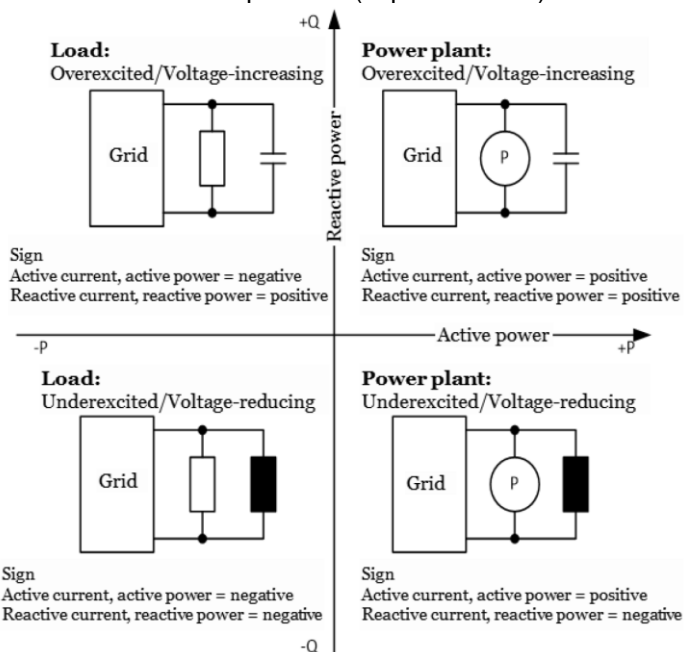 +Q
Load:
Overexcited/Voltage-increasing
Grid
Sign
Active current, active power = negative
Reactive current, reactive power = positive
Power plant:
Overexcited/Voltage-increasing
Grid
P
Sign
Active current, active power = positive
Reactive current, reactive power = positive
Reactive power
-P
Active power
+P
Load:
Underexcited/Voltage-reducing
Grid
Sign
Active current, active power = negative
Reactive current, reactive power = negative
Power plant:
Underexcited/Voltage-reducing
Grid
P
Sign
Active current, active power = positive
Reactive current, reactive power = negative
-Q